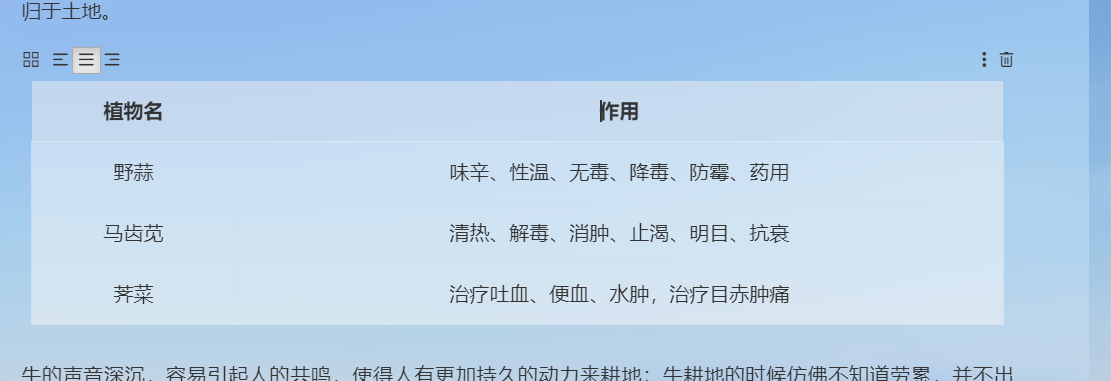 归于土地。
植物名 作用
野蒜 味辛、性温、无毒、降毒、防霉、药用
马齿苋 清热、解毒、消肿、止渴、明目、抗衰
荠菜 治疗吐血、便血、水肿，治疗目赤肿痛
牛的声音深沉，容易引起人的共鸣，使得人有更加持久的动力来耕地；牛耕地的时候仿佛不知道劳累，并不出